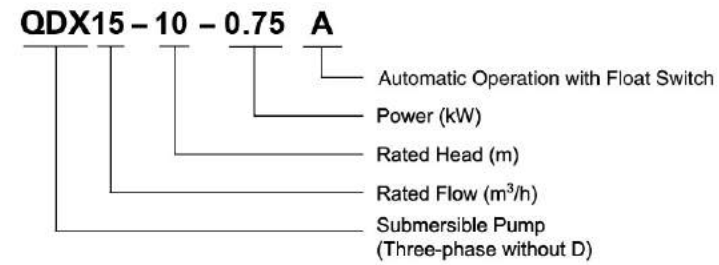 QDX15–10–0.75 A
Automatic Operation with Float Switch
Power (kW)
Rated Head (m)
Rated Flow (m³/h)
Submersible Pump
(Three-phase without D)